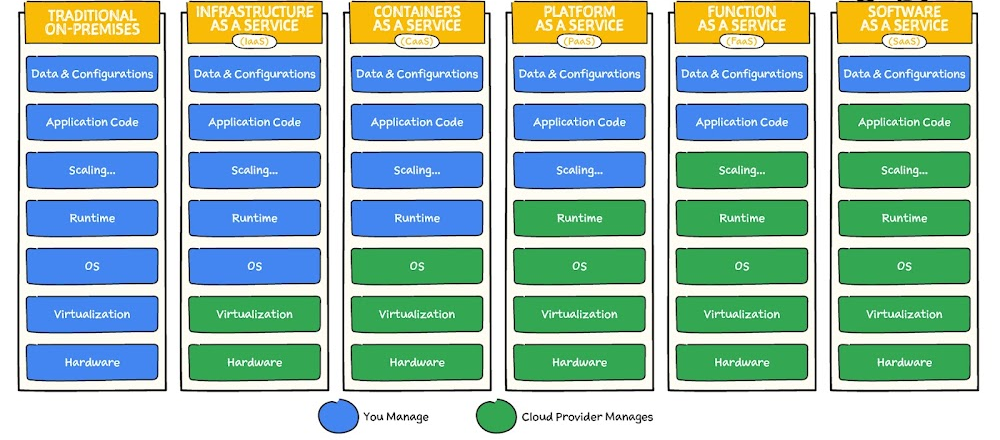 TRADITIONAL
ON-PREMISES
Data & Configurations
Application Code
Scaling...
Runtime
OS
Virtualization
Hardware
INFRASTRUCTURE
AS A SERVICE
(IaaS)
Data & Configurations
Application Code
Scaling...
Runtime
OS
Virtualization
Hardware
CONTAINERS
AS A SERVICE
(CaaS)
Data & Configurations
Application Code
Scaling...
Runtime
OS
Virtualization
Hardware
PLATFORM
AS A SERVICE
(PaaS)
Data & Configurations
Application Code
Scaling...
Runtime
OS
Virtualization
Hardware
FUNCTION
AS A SERVICE
(FaaS)
Data & Configurations
Application Code
Scaling...
Runtime
OS
Virtualization
Hardware
SOFTWARE
AS A SERVICE
(SaaS)
Data & Configurations
Application Code
Scaling...
Runtime
OS
Virtualization
Hardware
You Manage
Cloud Provider Manages